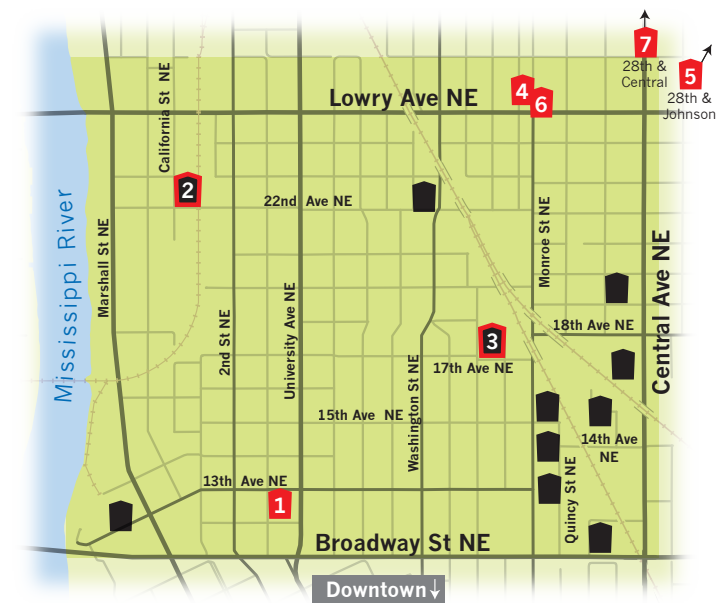 7
28th &
Central
5
28th &
Johnson
4
6
Lowry Ave NE
California St NE
2
22nd Ave NE
Mississippi River
Marshall St NE
Monroe St NE
Central Ave NE
2nd St NE
University Ave NE
18th Ave NE
3
17th Ave NE
Washington St NE
15th Ave NE
14th Ave
NE
13th Ave NE
1
Quincy St NE
Broadway St NE
Downtown↓